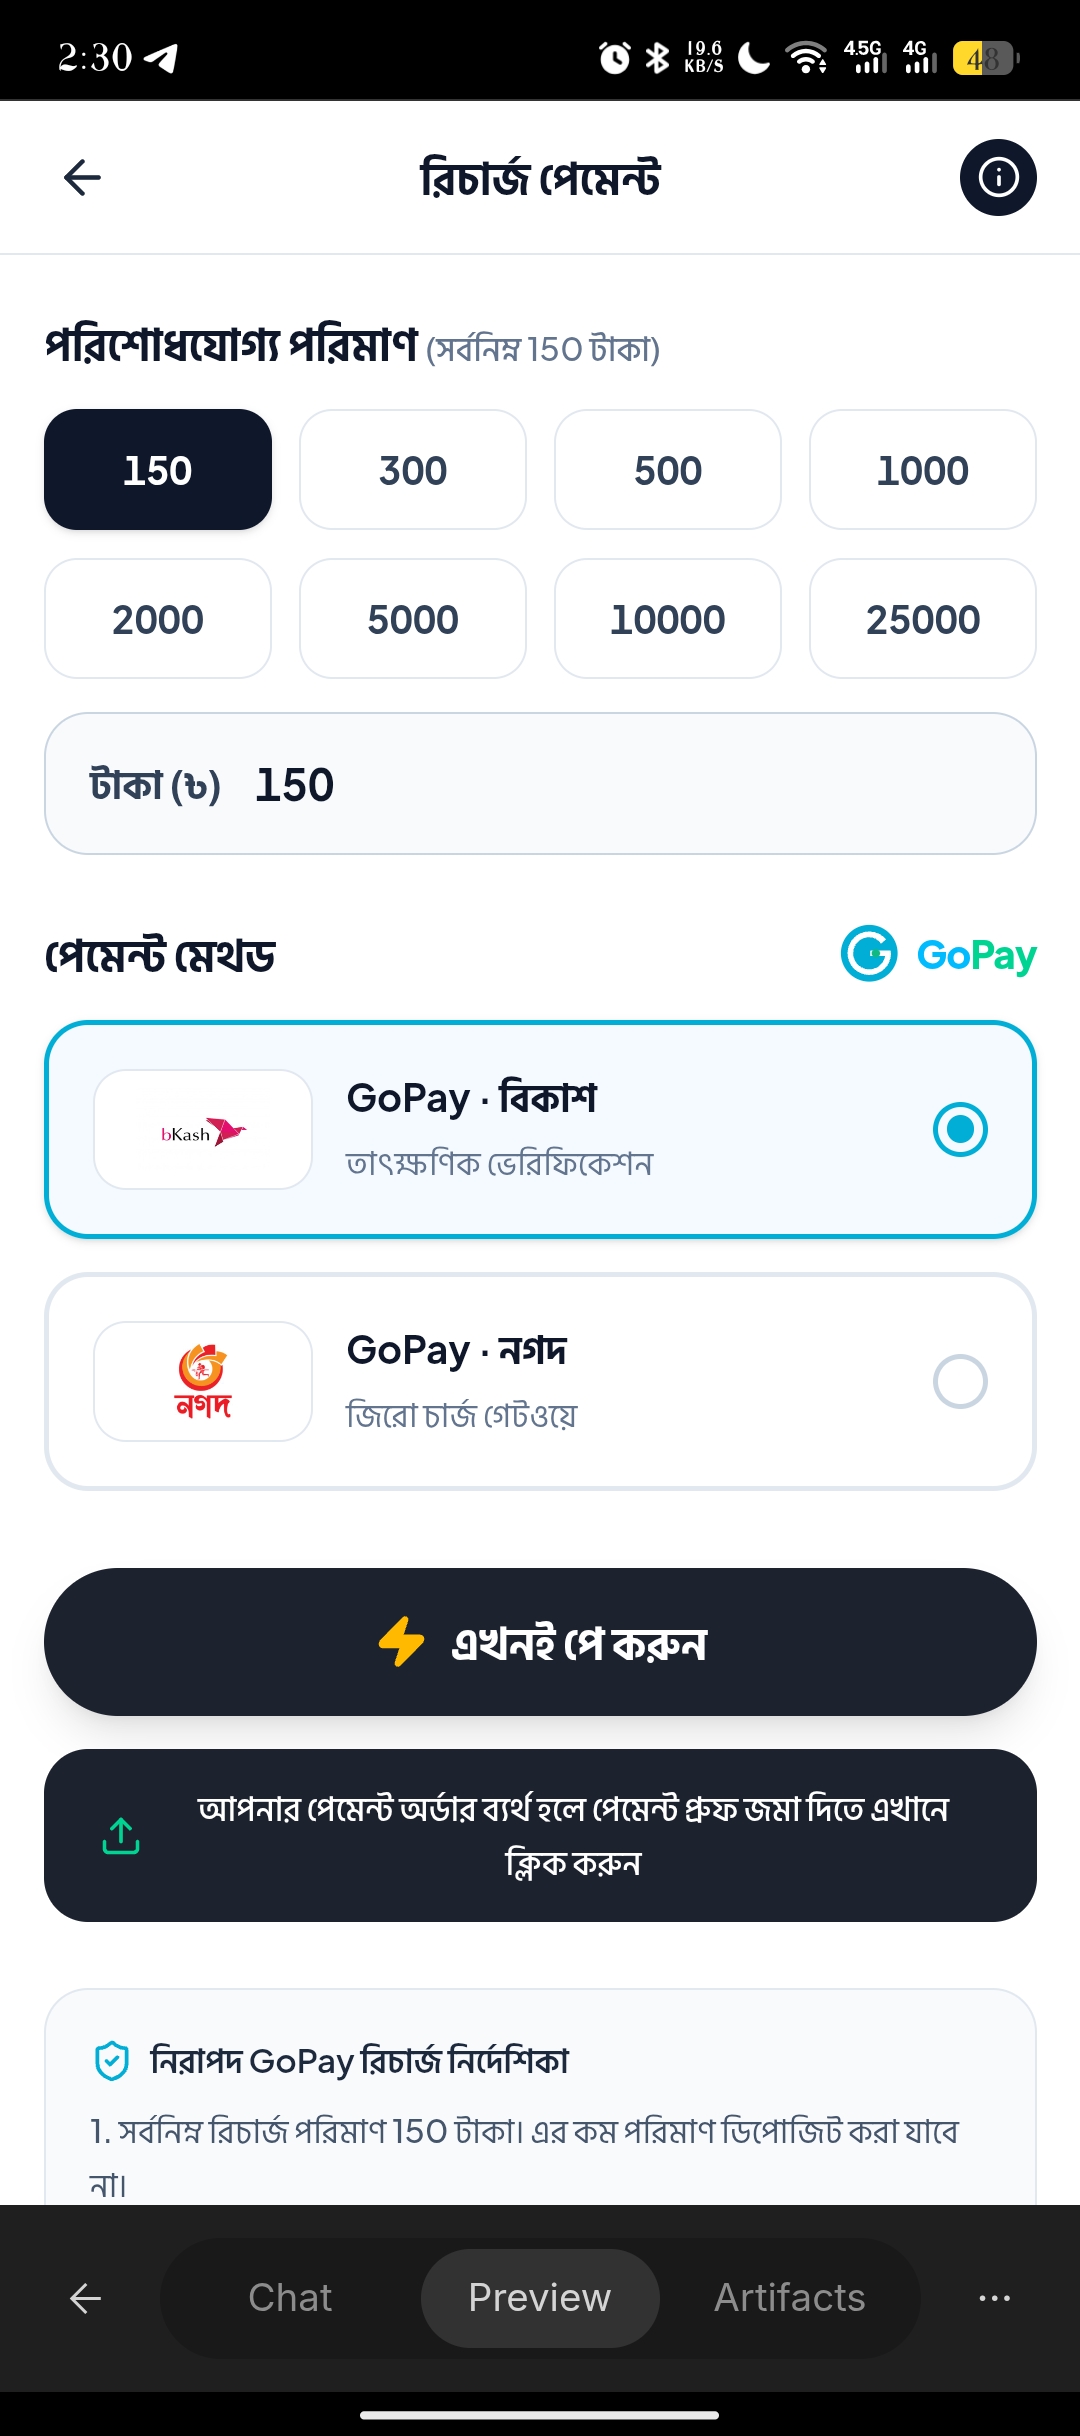 2:30
19.6
KB/S
4.5G
4G
48
রিচার্জ পেমেন্ট
পরিশোধযোগ্য পরিমাণ (সর্বনিম্ন 150 টাকা)
150 300 500 1000
2000 5000 10000 25000
টাকা (৳) 150
পেমেন্ট মেথড GoPay
bKash
GoPay · বিকাশ
তাৎক্ষণিক ভেরিফিকেশন
নগদ
GoPay · নগদ
জিরো চার্জ গেটওয়ে
এখনই পে করুন
আপনার পেমেন্ট অর্ডার ব্যর্থ হলে পেমেন্ট প্রুফ জমা দিতে এখানে
ক্লিক করুন
নিরাপদ GoPay রিচার্জ নির্দেশিকা
1. সর্বনিম্ন রিচার্জ পরিমাণ 150 টাকা। এর কম পরিমাণ ডিপোজিট করা যাবে
না।
Chat Preview Artifacts